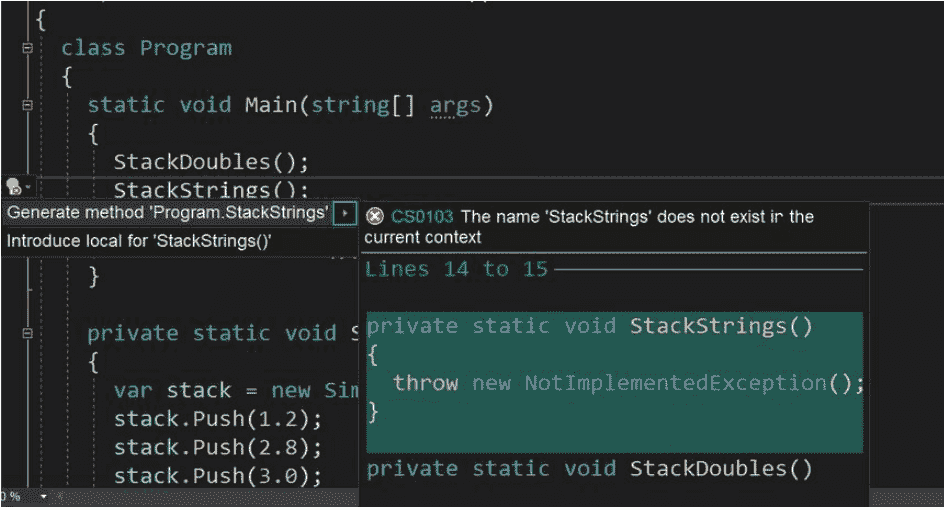 {
class Program
{
static void Main(string[] args)
{
StackDoubles();
StackStrings();
Generate method 'Program.StackStrings'
Introduce local for 'StackStrings()'
}
private static void S
{
var stack = new Sim
stack.Push(1.2);
stack.Push(2.8);
stack.Push(3.0);
0 %
CS0103 The name 'StackStrings' does not exist in the
current context
Lines 14 to 15
private static void StackStrings()
{
throw new NotImplementedException();
}
private static void StackDoubles()